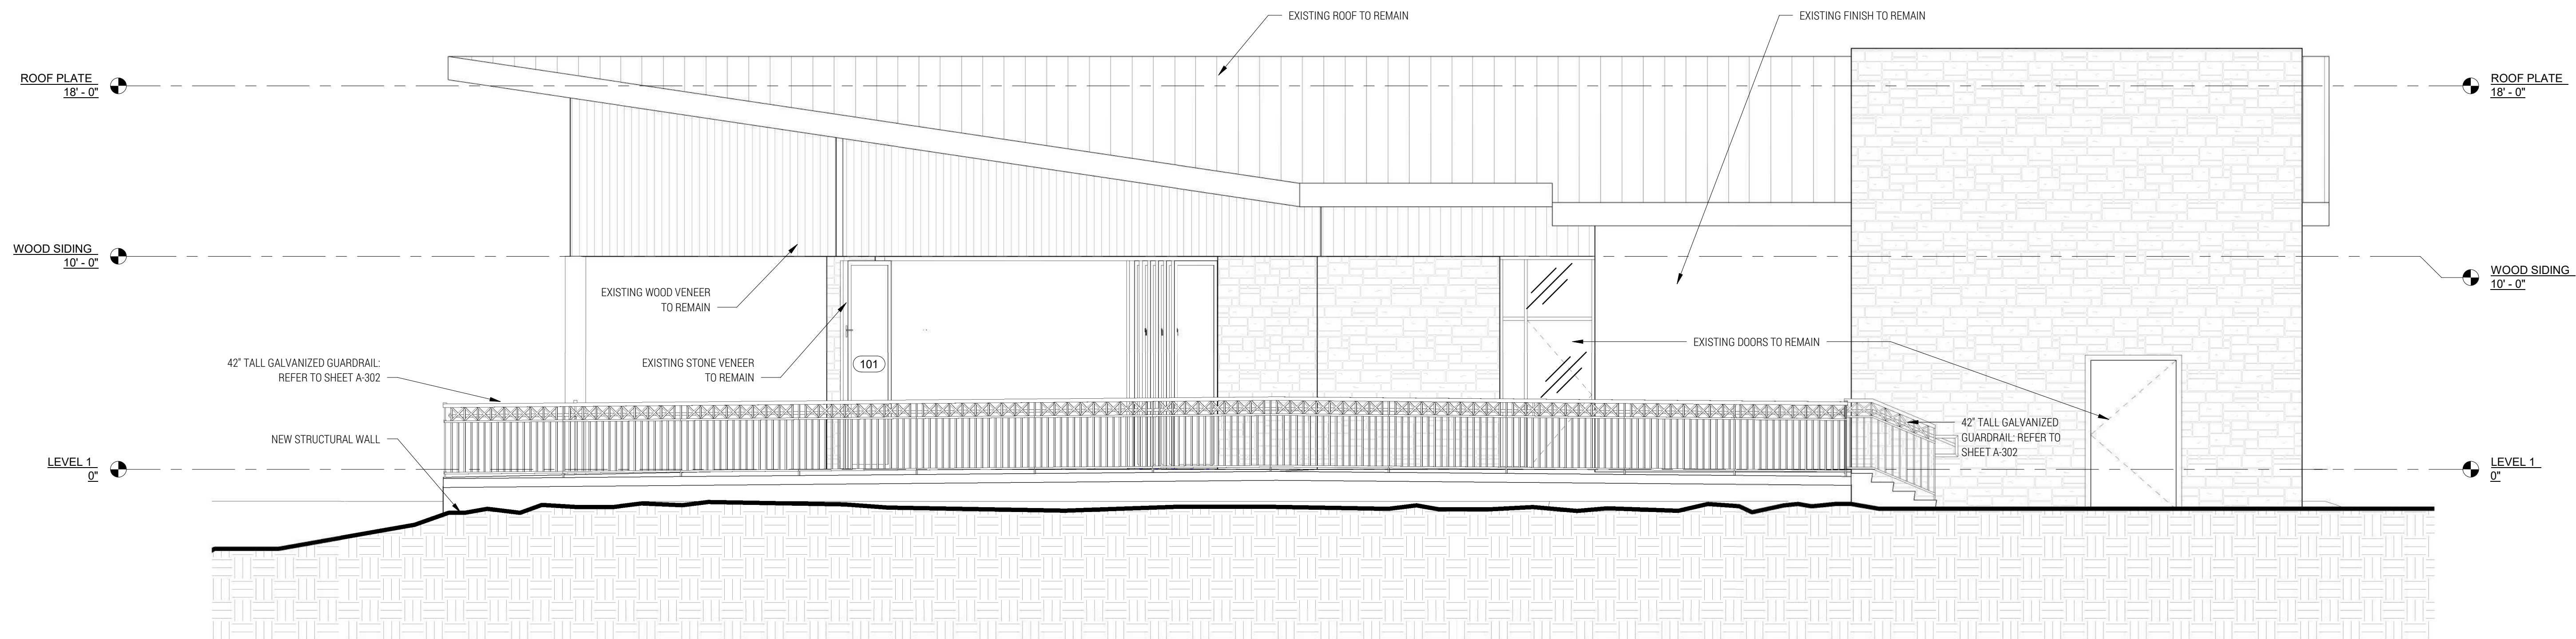 EXISTING ROOF TO REMAIN
EXISTING FINISH TO REMAIN
ROOF PLATE
18' - 0"
ROOF PLATE
18' - 0"
WOOD SIDING
10' - 0"
WOOD SIDING
10' - 0"
EXISTING WOOD VENEER
TO REMAIN
EXISTING STONE VENEER
TO REMAIN
101
EXISTING DOORS TO REMAIN
42" TALL GALVANIZED GUARDRAIL:
REFER TO SHEET A-302
42" TALL GALVANIZED
GUARDRAIL: REFER TO
SHEET A-302
NEW STRUCTURAL WALL
LEVEL 1
0"
LEVEL 1
0"